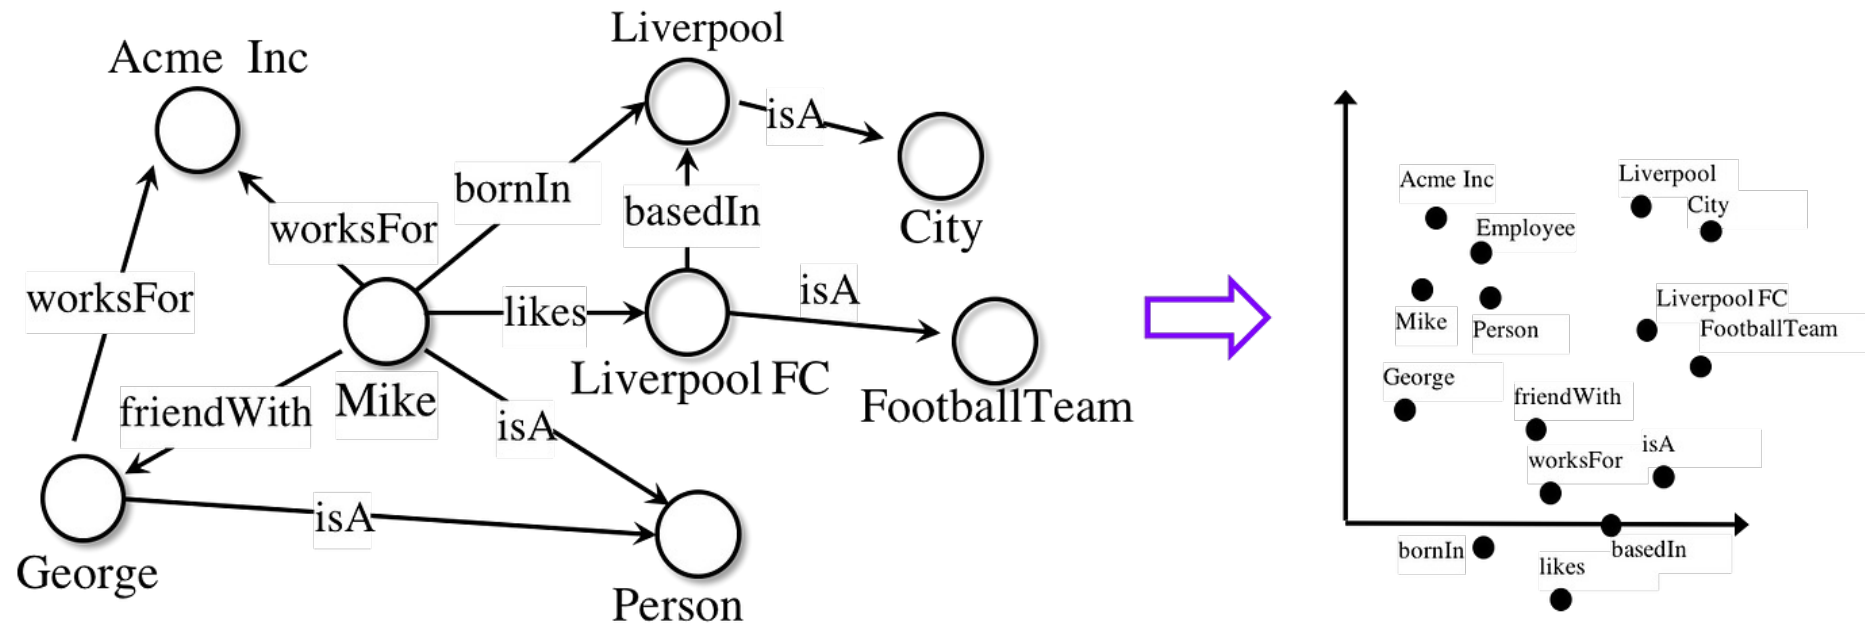 Acme Inc
Liverpool
isA
City
bornIn
basedIn
worksFor
worksFor
likes
isA
Liverpool FC
FootballTeam
Mike
friendWith
isA
isA
George
Person
Acme Inc
Liverpool
City
Employee
Mike
Person
Liverpool FC
FootballTeam
George
friendWith
isA
worksFor
bornIn
basedIn
likes